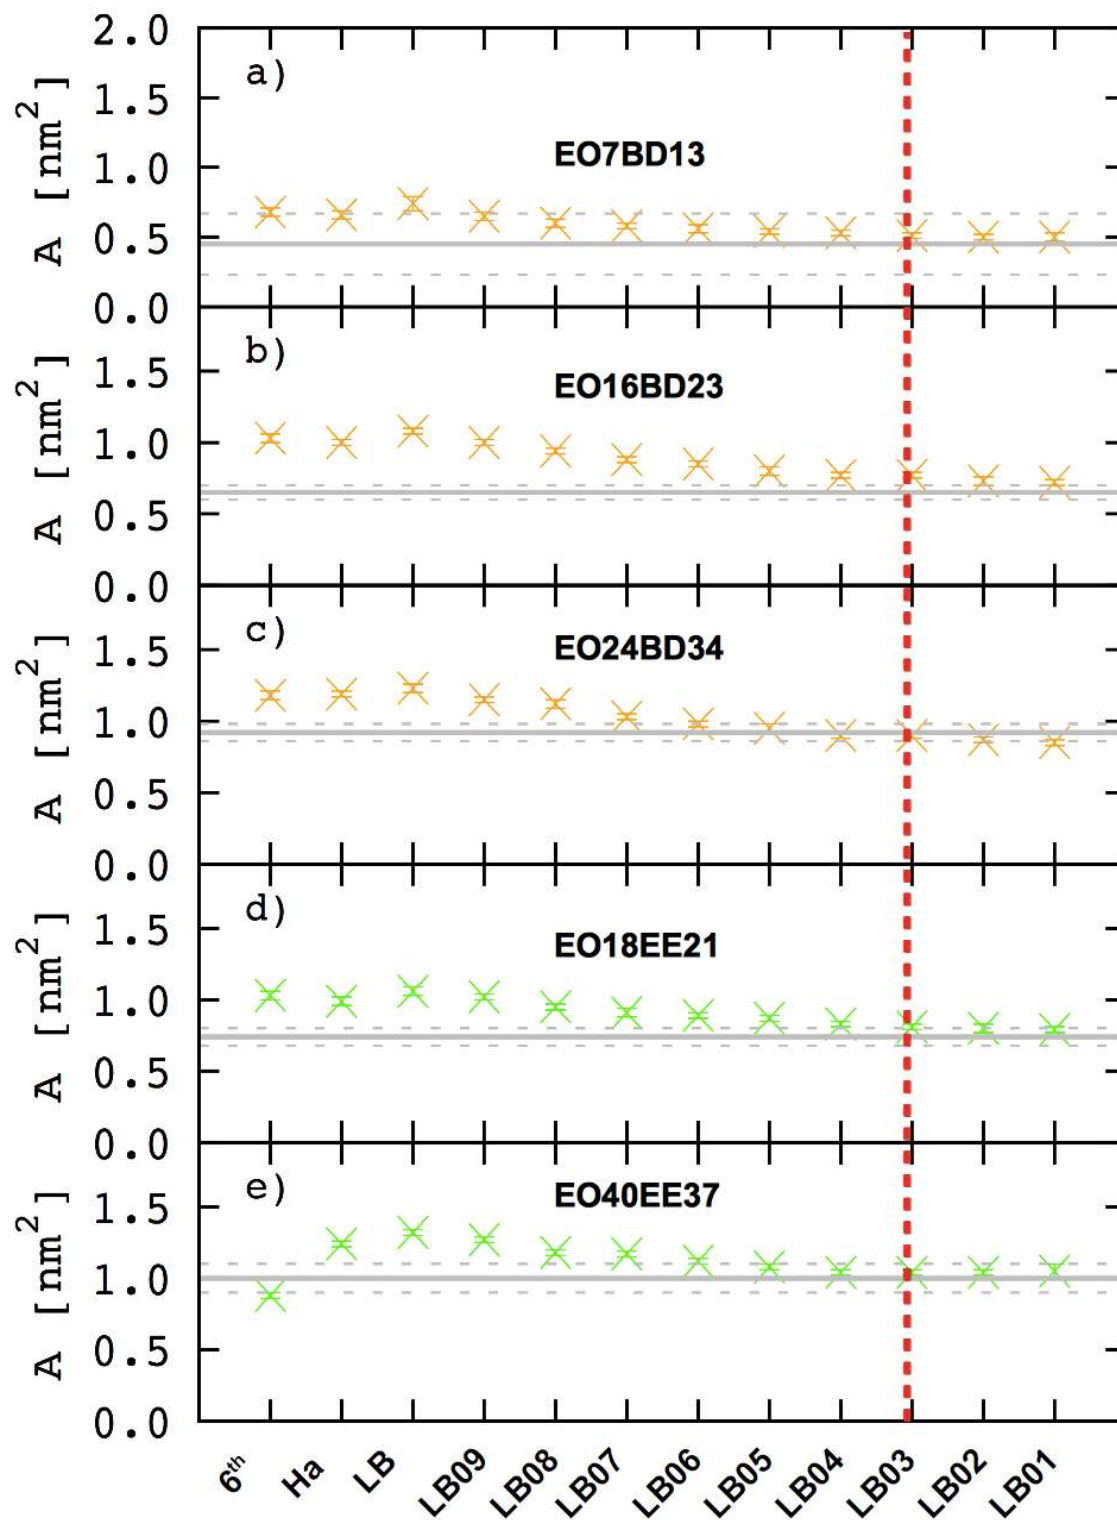 2.0
a)
1.5
EO7BD13
1.0
A [nm²]
0.5
0.0
b)
1.5
EO16BD23
1.0
A [nm²]
0.5
0.0
c)
EO24BD34
1.5
1.0
A [nm²]
0.5
0.0
d)
1.5
EO18EE21
1.0
A [nm²]
0.5
0.0
e)
EO40EE37
1.5
1.0
A [nm²]
0.5
0.0
6th Ha LB LB09 LB08 LB07 LB06 LB05 LB04 LB03 LB02 LB01